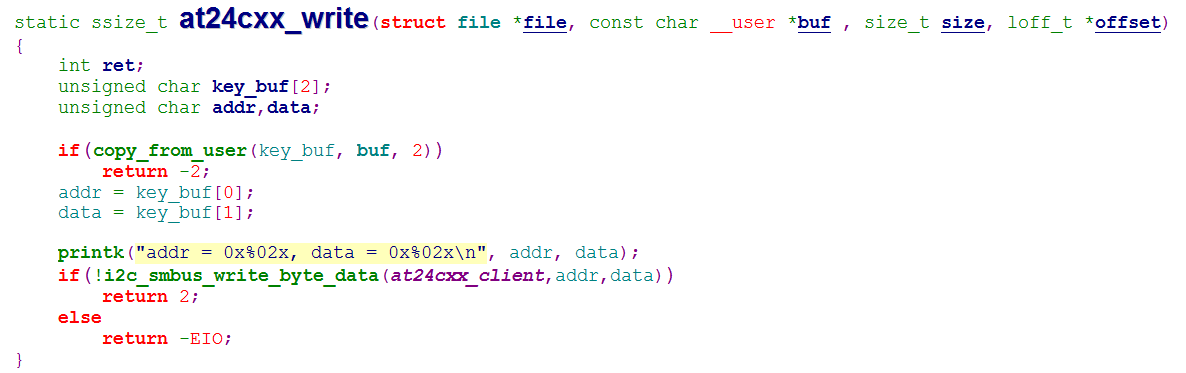 static ssize_t at24cxx_write(struct file *file, const char __user *buf , size_t size, loff_t *offset)
{
    int ret;
    unsigned char key_buf[2];
    unsigned char addr,data;

    if(copy_from_user(key_buf, buf, 2))
        return -2;
    addr = key_buf[0];
    data = key_buf[1];

    printk("addr = 0x%02x, data = 0x%02x\n", addr, data);
    if(!i2c_smbus_write_byte_data(at24cxx_client,addr,data))
        return 2;
    else
        return -EIO;
}